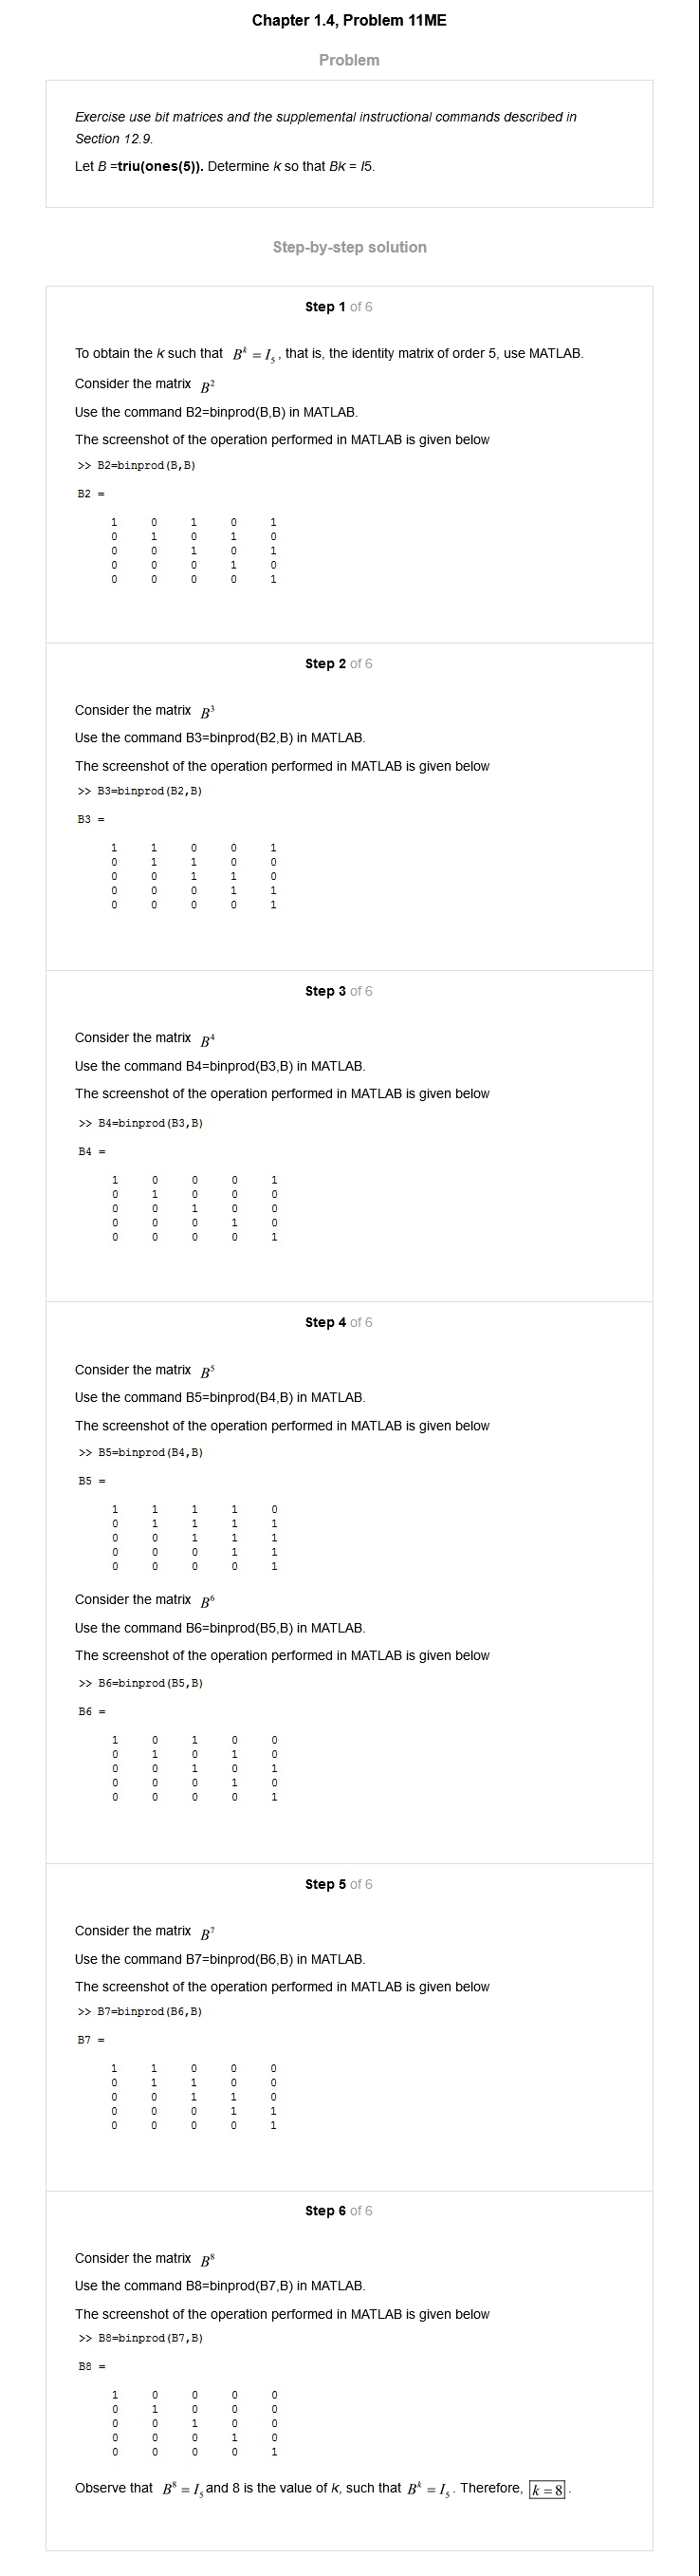 Chapter 1.4, Problem 11ME
Problem
Exercise use bit matrices and the supplemental instructional commands described in
Section 12.9.
Let B =triu(ones(5)). Determine k so that Bk = I5.
Step-by-step solution
Step 1 of 6
To obtain the k such that B^k = I_5, that is, the identity matrix of order 5, use MATLAB.
Consider the matrix B^2
Use the command B2=binprod(B,B) in MATLAB.
The screenshot of the operation performed in MATLAB is given below
>> B2=binprod(B,B)
B2 =
1 0 1 0 1
0 1 0 1 0
0 0 1 0 1
0 0 0 1 0
0 0 0 0 1
Step 2 of 6
Consider the matrix B^3
Use the command B3=binprod(B2,B) in MATLAB.
The screenshot of the operation performed in MATLAB is given below
>> B3=binprod(B2,B)
B3 =
1 1 0 0 1
0 1 1 0 0
0 0 1 1 0
0 0 0 1 1
0 0 0 0 1
Step 3 of 6
Consider the matrix B^4
Use the command B4=binprod(B3,B) in MATLAB.
The screenshot of the operation performed in MATLAB is given below
>> B4=binprod(B3,B)
B4 =
1 0 0 0 1
0 1 0 0 0
0 0 1 0 0
0 0 0 1 0
0 0 0 0 1
Step 4 of 6
Consider the matrix B^5
Use the command B5=binprod(B4,B) in MATLAB.
The screenshot of the operation performed in MATLAB is given below
>> B5=binprod(B4,B)
B5 =
1 1 1 1 0
0 1 1 1 1
0 0 1 1 1
0 0 0 1 1
0 0 0 0 1
Consider the matrix B^6
Use the command B6=binprod(B5,B) in MATLAB.
The screenshot of the operation performed in MATLAB is given below
>> B6=binprod(B5,B)
B6 =
1 0 1 0 0
0 1 0 1 0
0 0 1 0 1
0 0 0 1 0
0 0 0 0 1
Step 5 of 6
Consider the matrix B^7
Use the command B7=binprod(B6,B) in MATLAB.
The screenshot of the operation performed in MATLAB is given below
>> B7=binprod(B6,B)
B7 =
1 1 0 0 0
0 1 1 0 0
0 0 1 1 0
0 0 0 1 1
0 0 0 0 1
Step 6 of 6
Consider the matrix B^8
Use the command B8=binprod(B7,B) in MATLAB.
The screenshot of the operation performed in MATLAB is given below
>> B8=binprod(B7,B)
B8 =
1 0 0 0 0
0 1 0 0 0
0 0 1 0 0
0 0 0 1 0
0 0 0 0 1
Observe that B^8 = I_5 and 8 is the value of k, such that B^k = I_5. Therefore, k = 8.